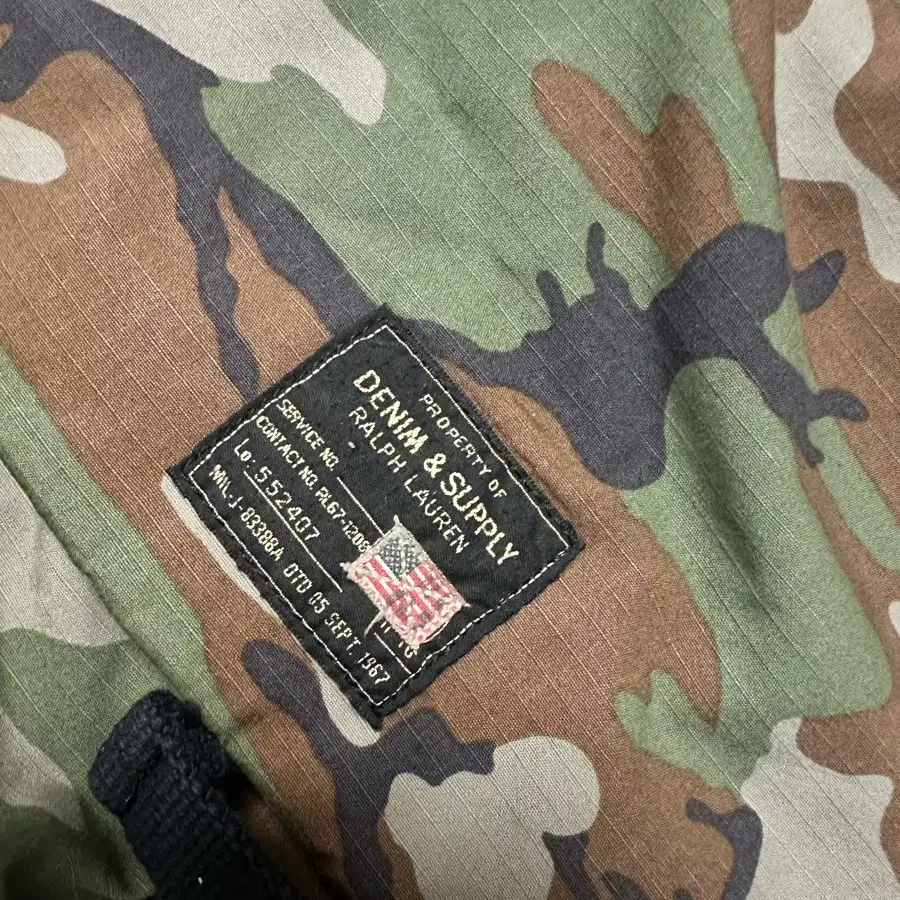 PROPERTY OF
DENIM & SUPPLY
RALPH LAUREN
SERVICE NO.
CONTACT NO. RL67-1208
Lo. 552407
MIL-J-83388A DTD 05 SEPT. 1967